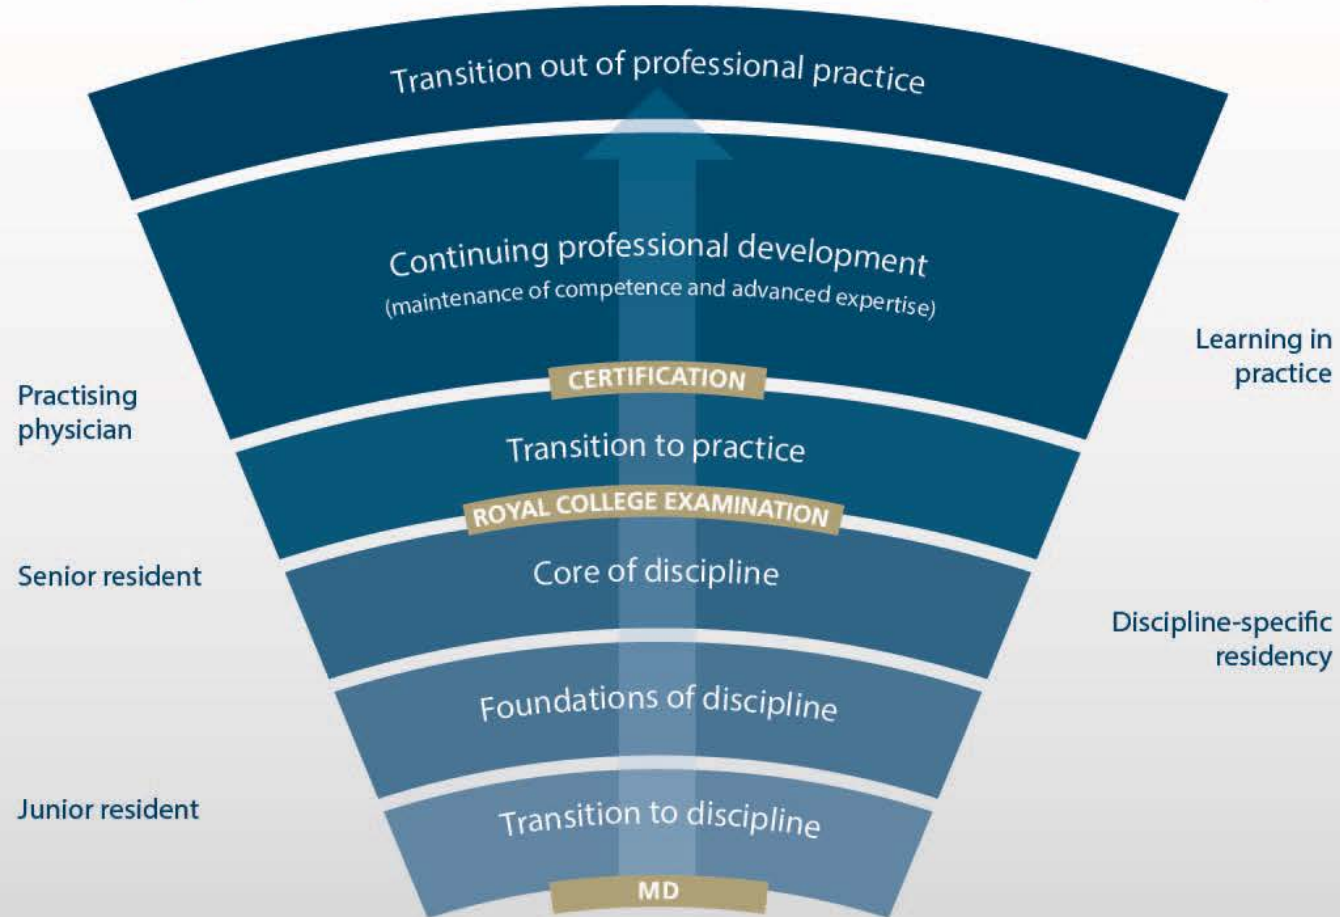 Transition out of professional practice
Continuing professional development
(maintenance of competence and advanced expertise)
Learning in
practice
CERTIFICATION
Practising
physician
Transition to practice
ROYAL COLLEGE EXAMINATION
Senior resident
Core of discipline
Discipline-specific
residency
Foundations of discipline
Junior resident
Transition to discipline
MD